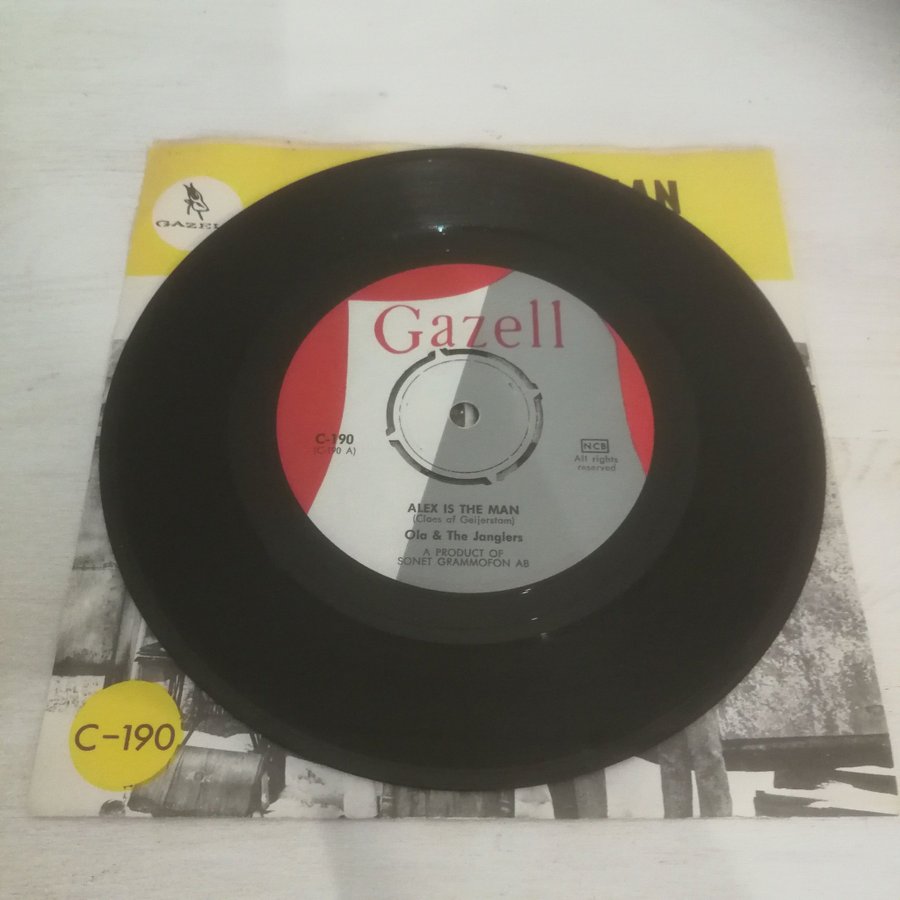 GAZEL
MAN
Gazell
C-190
(C-190 A)
NCB
All rights
reserved
ALEX IS THE MAN
(Claes af Geijerstam)
Ola & The Janglers
A PRODUCT OF
SONET GRAMMOFON AB
C-190